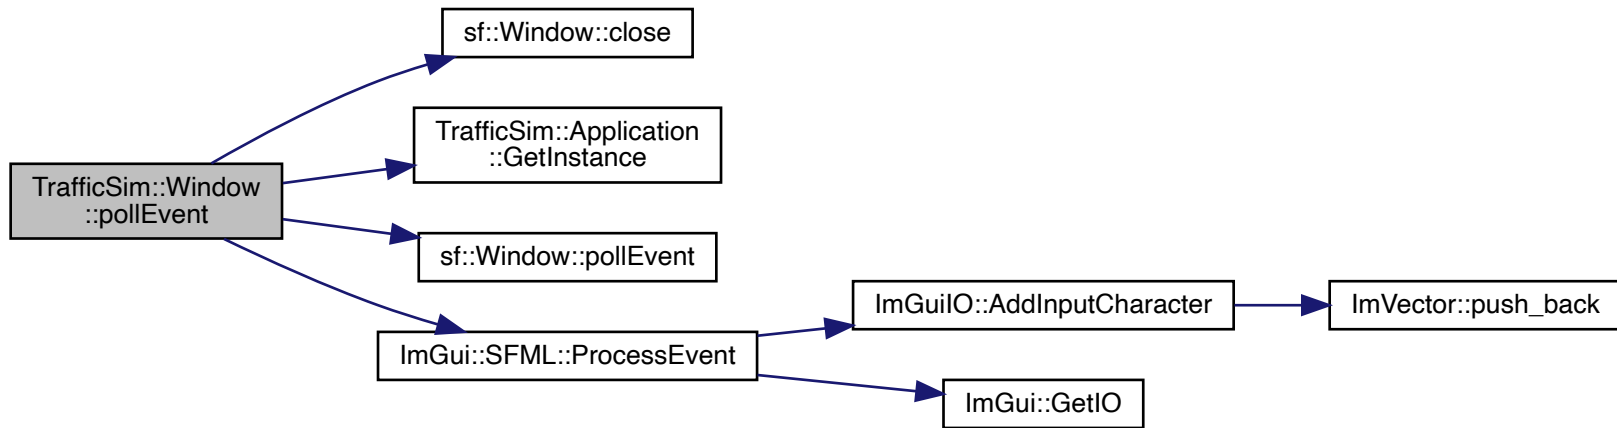 sf::Window::close
TrafficSim::Application
::GetInstance
TrafficSim::Window
::pollEvent
sf::Window::pollEvent
ImGuiIO::AddInputCharacter
ImVector::push_back
ImGui::SFML::ProcessEvent
ImGui::GetIO